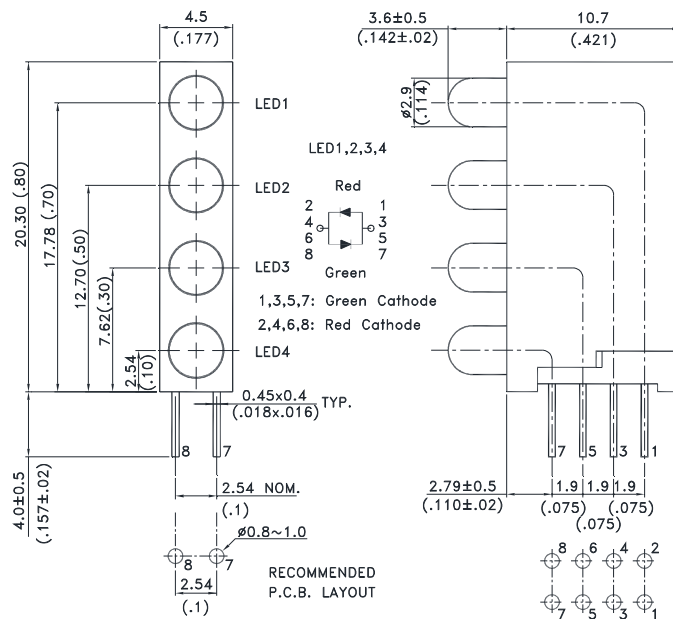 4.5
(.177)
3.6±0.5
(.142±.02)
10.7
(.421)
ø2.9
(.114)
LED1
LED2
LED3
LED4
20.30 (.80)
17.78 (.70)
12.70 (.50)
7.62(.30)
2.54
(.10)
LED1,2,3,4
Red
2 1
4 3
6 5
8 7
Green
1,3,5,7: Green Cathode
2,4,6,8: Red Cathode
0.45x0.4
(.018x.016)
TYP.
4.0±0.5
(.157±.02)
8 7
2.54 NOM.
(.1)
ø0.8~1.0
8 7
2.54
(.1)
RECOMMENDED
P.C.B. LAYOUT
7 5 3 1
2.79±0.5
(.110±.02)
1.9 1.9 1.9
(.075) (.075)
(.075)
8 6 4 2
7 5 3 1